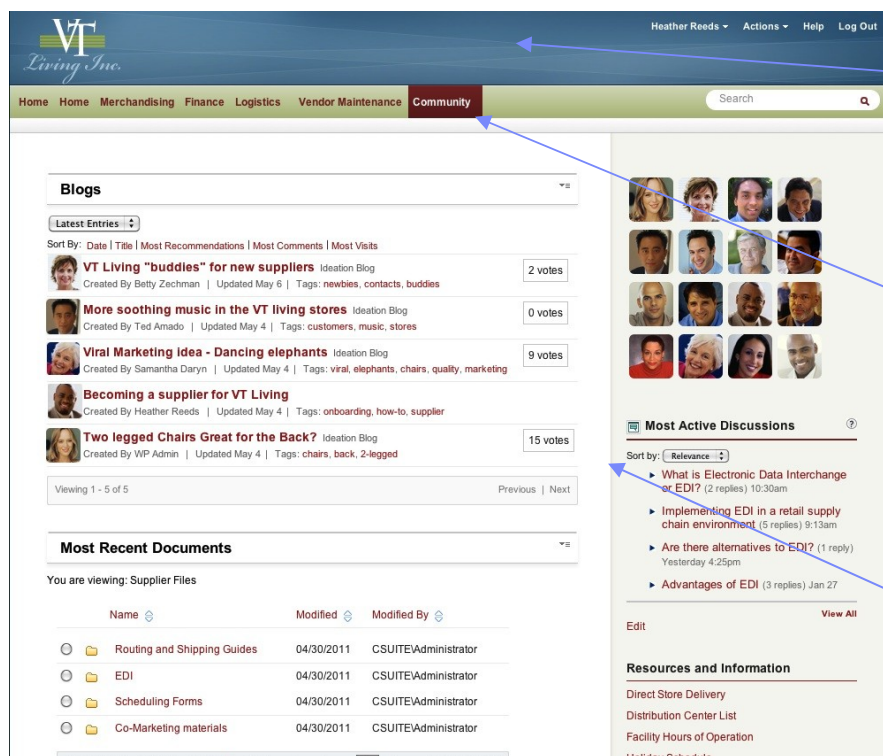 VT
Living Inc.
Heather Reeds Actions Help Log Out
Home Home Merchandising Finance Logistics Vendor Maintenance Community
Search
Blogs
Latest Entries
Sort By: Date | Title | Most Recommendations | Most Comments | Most Visits
VT Living "buddies" for new suppliers Ideation Blog
Created By Betty Zechman | Updated May 6 | Tags: newbies, contacts, buddies
2 votes
More soothing music in the VT living stores Ideation Blog
Created By Ted Amado | Updated May 4 | Tags: customers, music, stores
0 votes
Viral Marketing idea - Dancing elephants Ideation Blog
Created By Samantha Daryn | Updated May 4 | Tags: viral, elephants, chairs, quality, marketing
9 votes
Becoming a supplier for VT Living
Created By Heather Reeds | Updated May 4 | Tags: onboarding, how-to, supplier
Two legged Chairs Great for the Back? Ideation Blog
Created By WP Admin | Updated May 4 | Tags: chairs, back, 2-legged
15 votes
Viewing 1 - 5 of 5
Previous | Next
Most Recent Documents
You are viewing: Supplier Files
Name Modified Modified By
Routing and Shipping Guides 04/30/2011 CSUITE\Administrator
EDI 04/30/2011 CSUITE\Administrator
Scheduling Forms 04/30/2011 CSUITE\Administrator
Co-Marketing materials 04/30/2011 CSUITE\Administrator
Most Active Discussions ?
Sort by: Relevance
What is Electronic Data Interchange
or EDI? (2 replies) 10:30am
Implementing EDI in a retail supply
chain environment (5 replies) 9:13am
Are there alternatives to EDI? (1 reply)
Yesterday 4:25pm
Advantages of EDI (3 replies) Jan 27
View All
Edit
Resources and Information
Direct Store Delivery
Distribution Center List
Facility Hours of Operation
Holiday Schedule